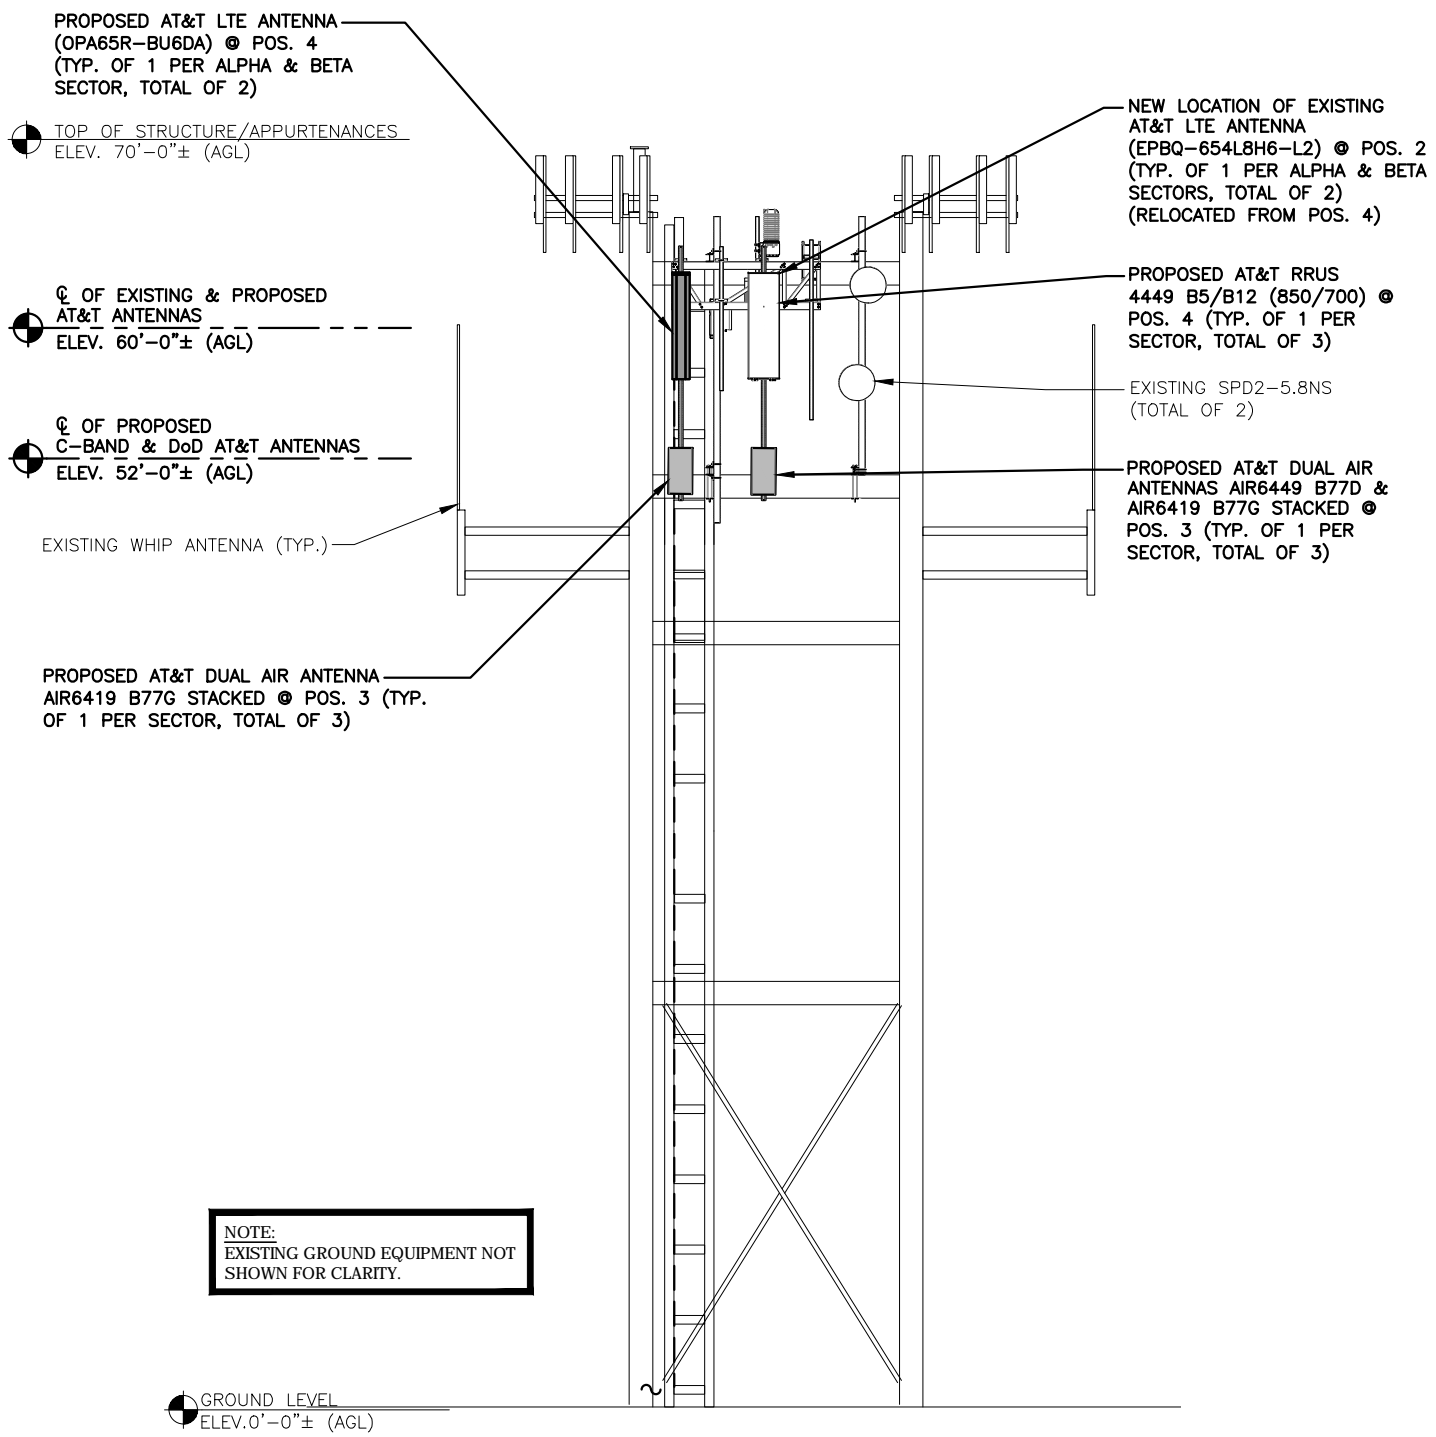 PROPOSED AT&T LTE ANTENNA
(OPA65R-BU6DA) @ POS. 4
(TYP. OF 1 PER ALPHA & BETA
SECTOR, TOTAL OF 2)
TOP OF STRUCTURE/APPURTENANCES
ELEV. 70'-0"± (AGL)
℄ OF EXISTING & PROPOSED
AT&T ANTENNAS
ELEV. 60'-0"± (AGL)
℄ OF PROPOSED
C-BAND & DoD AT&T ANTENNAS
ELEV. 52'-0"± (AGL)
EXISTING WHIP ANTENNA (TYP.)
PROPOSED AT&T DUAL AIR ANTENNA
AIR6419 B77G STACKED @ POS. 3 (TYP.
OF 1 PER SECTOR, TOTAL OF 3)
NEW LOCATION OF EXISTING
AT&T LTE ANTENNA
(EPBQ-654L8H6-L2) @ POS. 2
(TYP. OF 1 PER ALPHA & BETA
SECTORS, TOTAL OF 2)
(RELOCATED FROM POS. 4)
PROPOSED AT&T RRUS
4449 B5/B12 (850/700) @
POS. 4 (TYP. OF 1 PER
SECTOR, TOTAL OF 3)
EXISTING SPD2-5.8NS
(TOTAL OF 2)
PROPOSED AT&T DUAL AIR
ANTENNAS AIR6449 B77D &
AIR6419 B77G STACKED @
POS. 3 (TYP. OF 1 PER
SECTOR, TOTAL OF 3)
NOTE:
EXISTING GROUND EQUIPMENT NOT
SHOWN FOR CLARITY.
GROUND LEVEL
ELEV.0'-0"± (AGL)